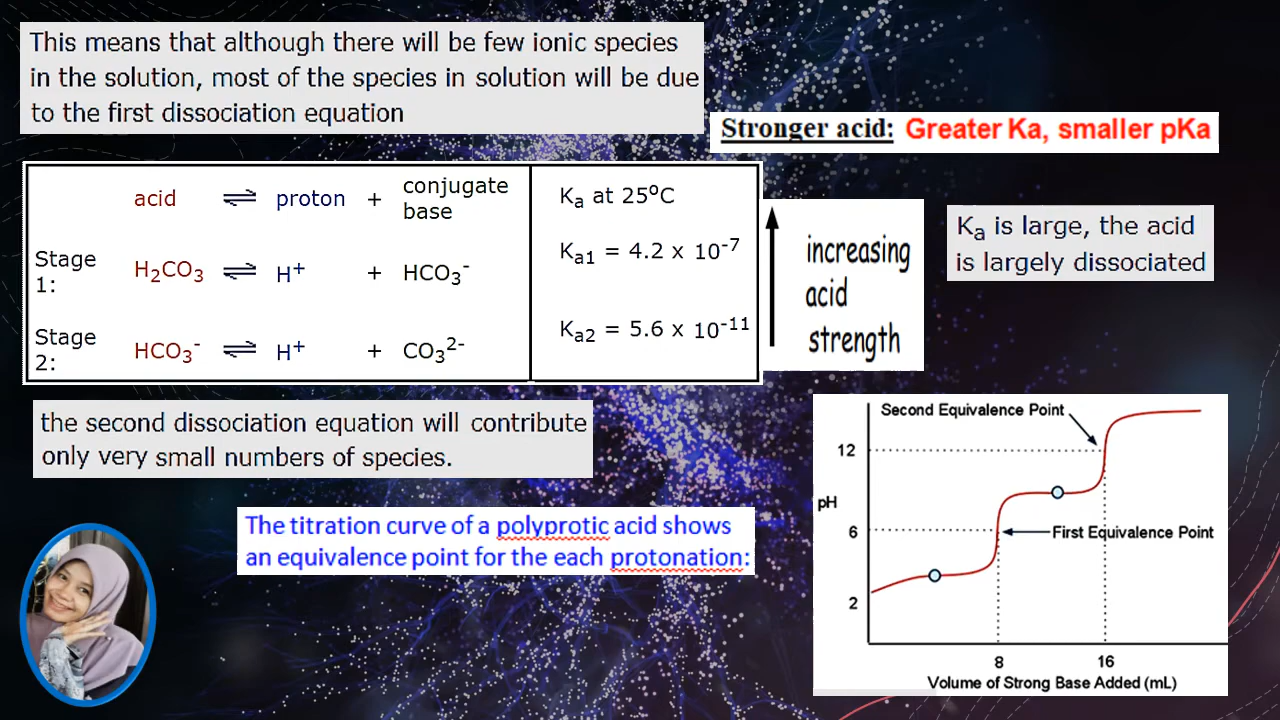 This means that although there will be few ionic species
in the solution, most of the species in solution will be due
to the first dissociation equation
Stronger acid: Greater Ka, smaller pKa
acid ⇌ proton + conjugate base
Ka at 25°C
Stage 1: H₂CO₃ ⇌ H⁺ + HCO₃⁻
Ka1 = 4.2 x 10⁻⁷
Stage 2: HCO₃⁻ ⇌ H⁺ + CO₃²⁻
Ka2 = 5.6 x 10⁻¹¹
increasing
acid
strength
Ka is large, the acid
is largely dissociated
the second dissociation equation will contribute
only very small numbers of species.
The titration curve of a polyprotic acid shows
an equivalence point for the each protonation:
Second Equivalence Point
12
pH
6
First Equivalence Point
2
8 16
Volume of Strong Base Added (mL)